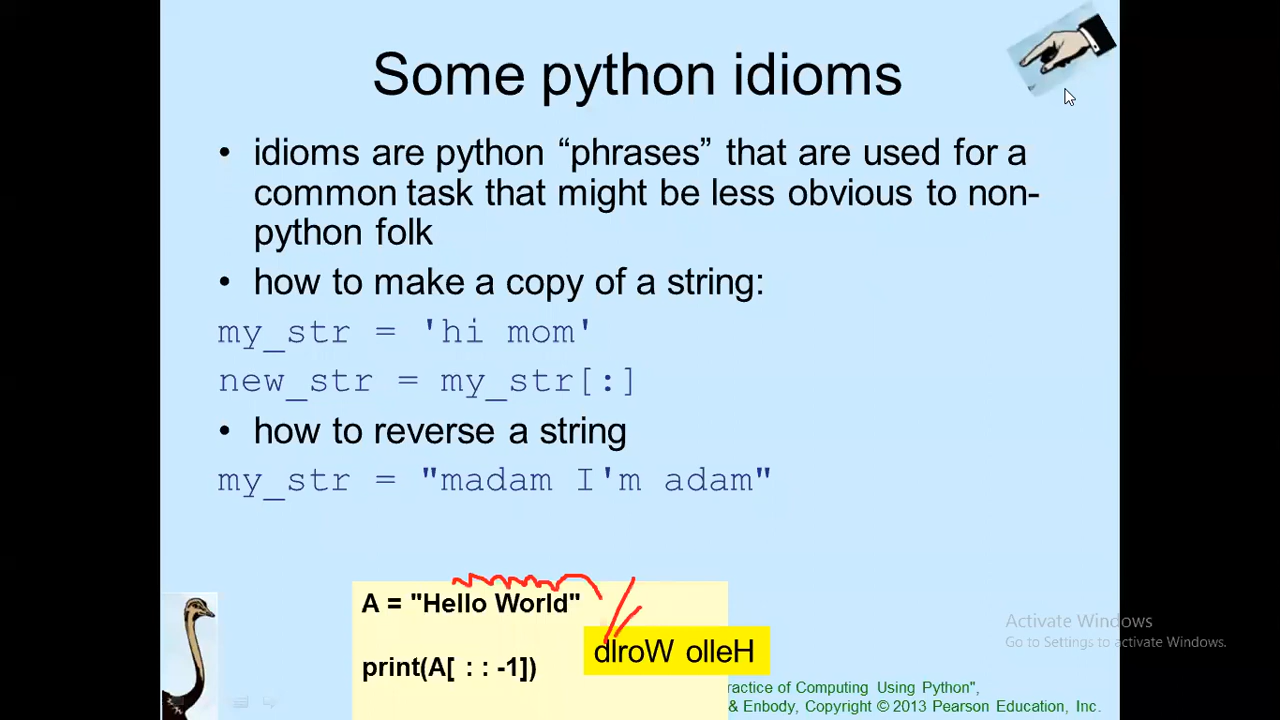 Some python idioms
• idioms are python “phrases” that are used for a
common task that might be less obvious to non-
python folk
• how to make a copy of a string:
my_str = 'hi mom'
new_str = my_str[:]
• how to reverse a string
my_str = "madam I'm adam"
A = "Hello World"
dlroW olleH
print(A[ : : -1])
Activate Windows
Go to Settings to activate Windows.
ractice of Computing Using Python",
& Enbody, Copyright © 2013 Pearson Education, Inc.